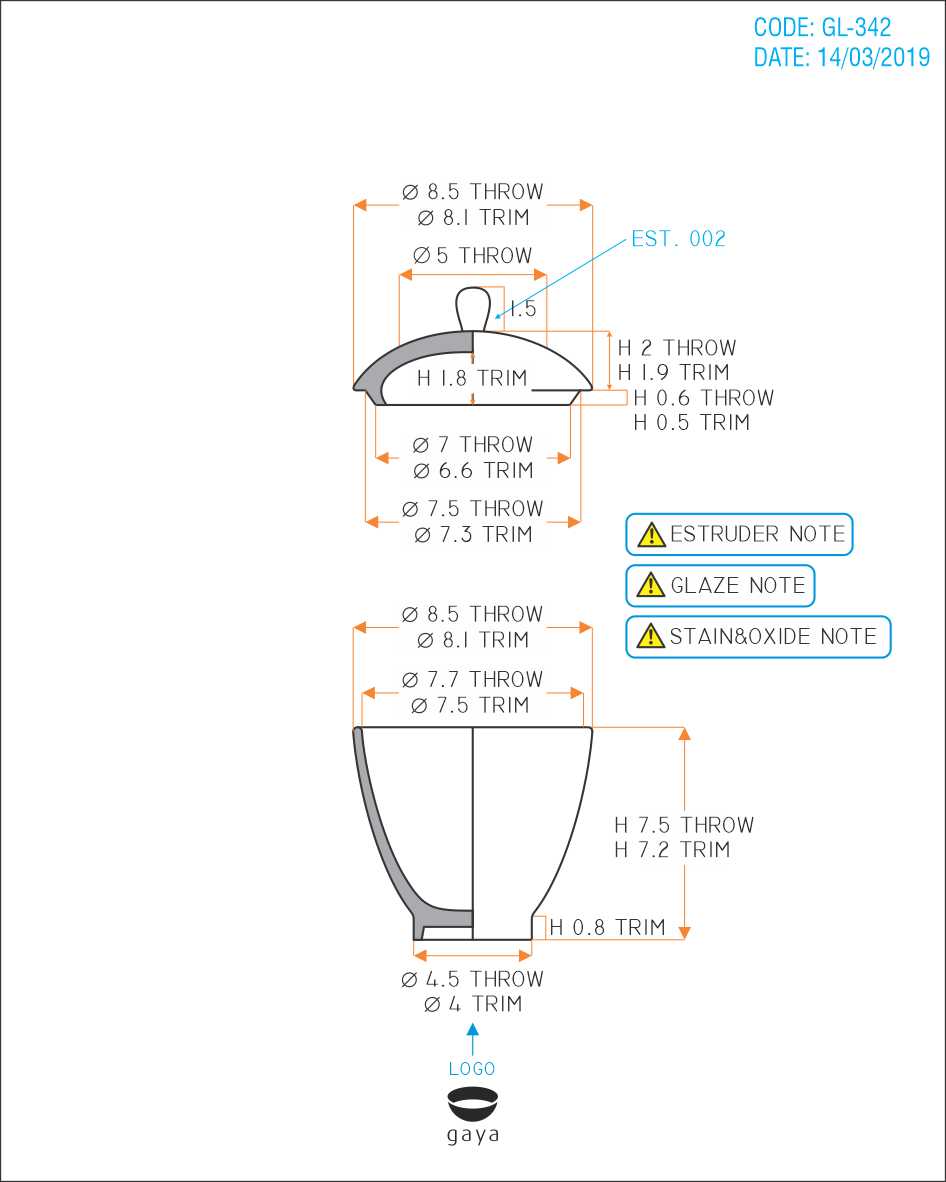 CODE: GL-342
DATE: 14/03/2019
Ø 8.5 THROW
Ø 8.1 TRIM
EST. 002
Ø 5 THROW
1.5
H 2 THROW
H 1.9 TRIM
H 1.8 TRIM
H 0.6 THROW
H 0.5 TRIM
Ø 7 THROW
Ø 6.6 TRIM
Ø 7.5 THROW
Ø 7.3 TRIM
ESTRUDER NOTE
GLAZE NOTE
STAIN&OXIDE NOTE
Ø 8.5 THROW
Ø 8.1 TRIM
Ø 7.7 THROW
Ø 7.5 TRIM
H 7.5 THROW
H 7.2 TRIM
H 0.8 TRIM
Ø 4.5 THROW
Ø 4 TRIM
LOGO
gaya